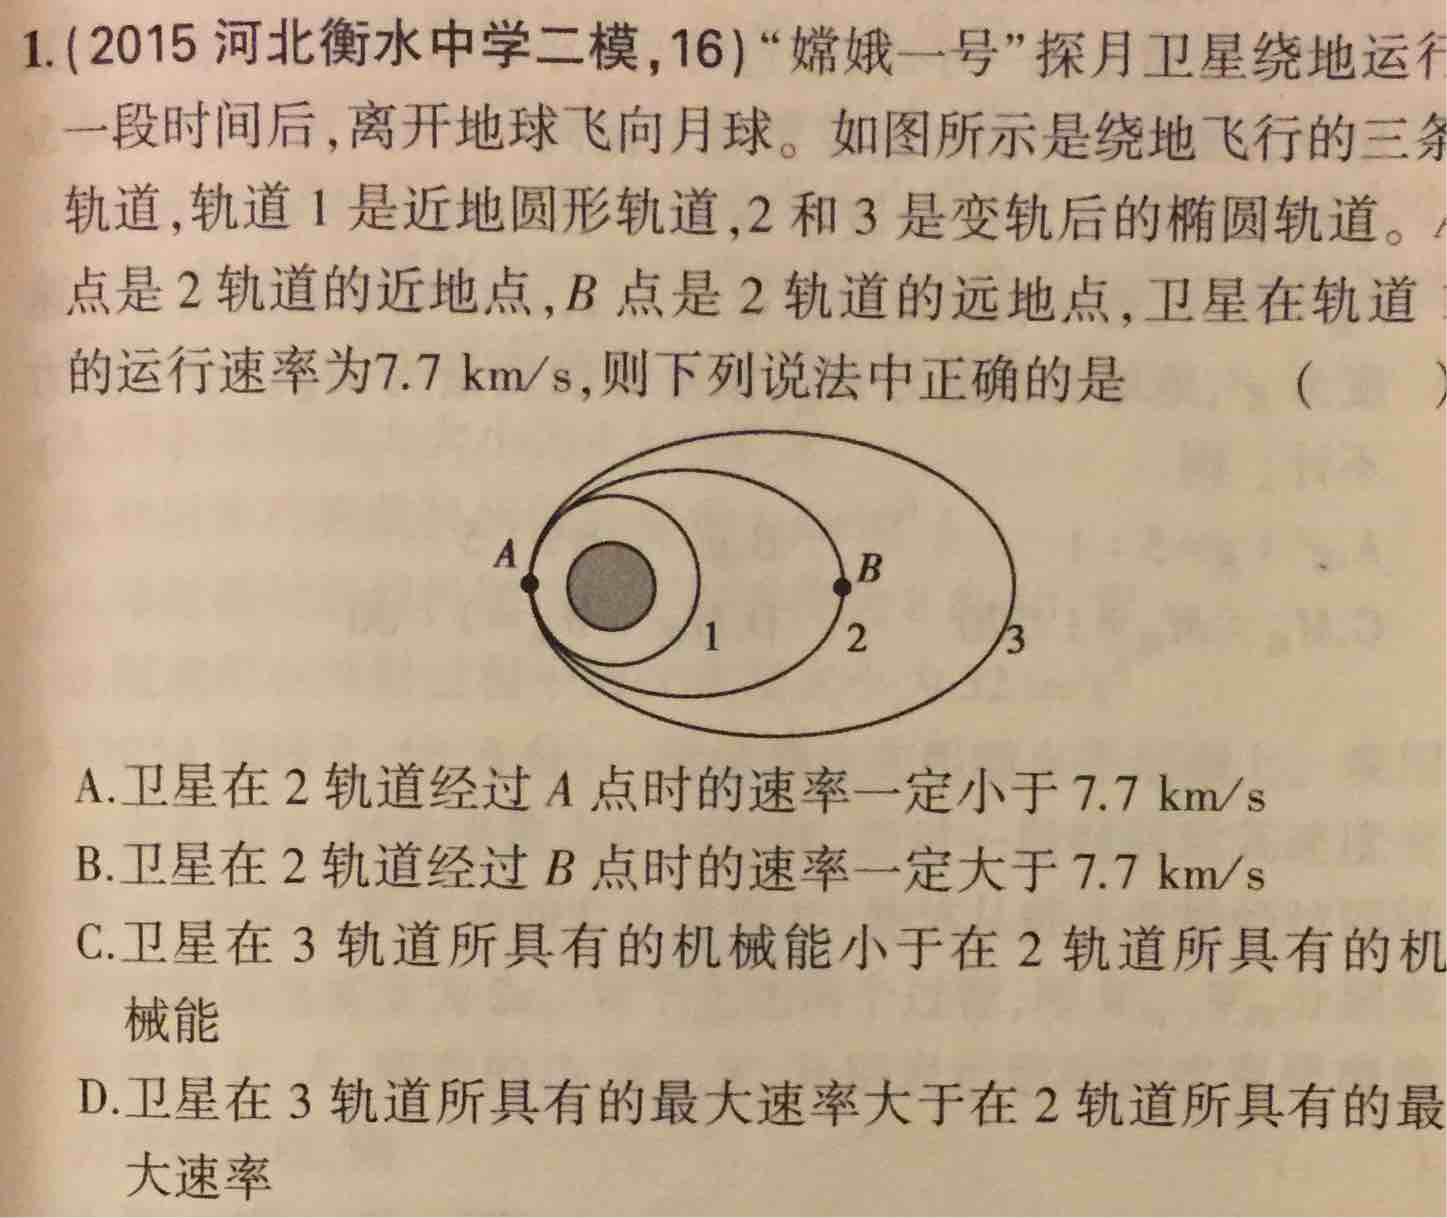 1.(2015 河北衡水中学二模,16)“嫦娥一号”探月卫星绕地运行
一段时间后,离开地球飞向月球。如图所示是绕地飞行的三条
轨道,轨道 1 是近地圆形轨道,2 和 3 是变轨后的椭圆轨道。
点是 2 轨道的近地点,B 点是 2 轨道的远地点,卫星在轨道
的运行速率为7.7 km/s,则下列说法中正确的是 ( )
A
B
1
2
3
A.卫星在 2 轨道经过 A 点时的速率一定小于 7.7 km/s
B.卫星在 2 轨道经过 B 点时的速率一定大于 7.7 km/s
C.卫星在 3 轨道所具有的机械能小于在 2 轨道所具有的机
械能
D.卫星在 3 轨道所具有的最大速率大于在 2 轨道所具有的最
大速率